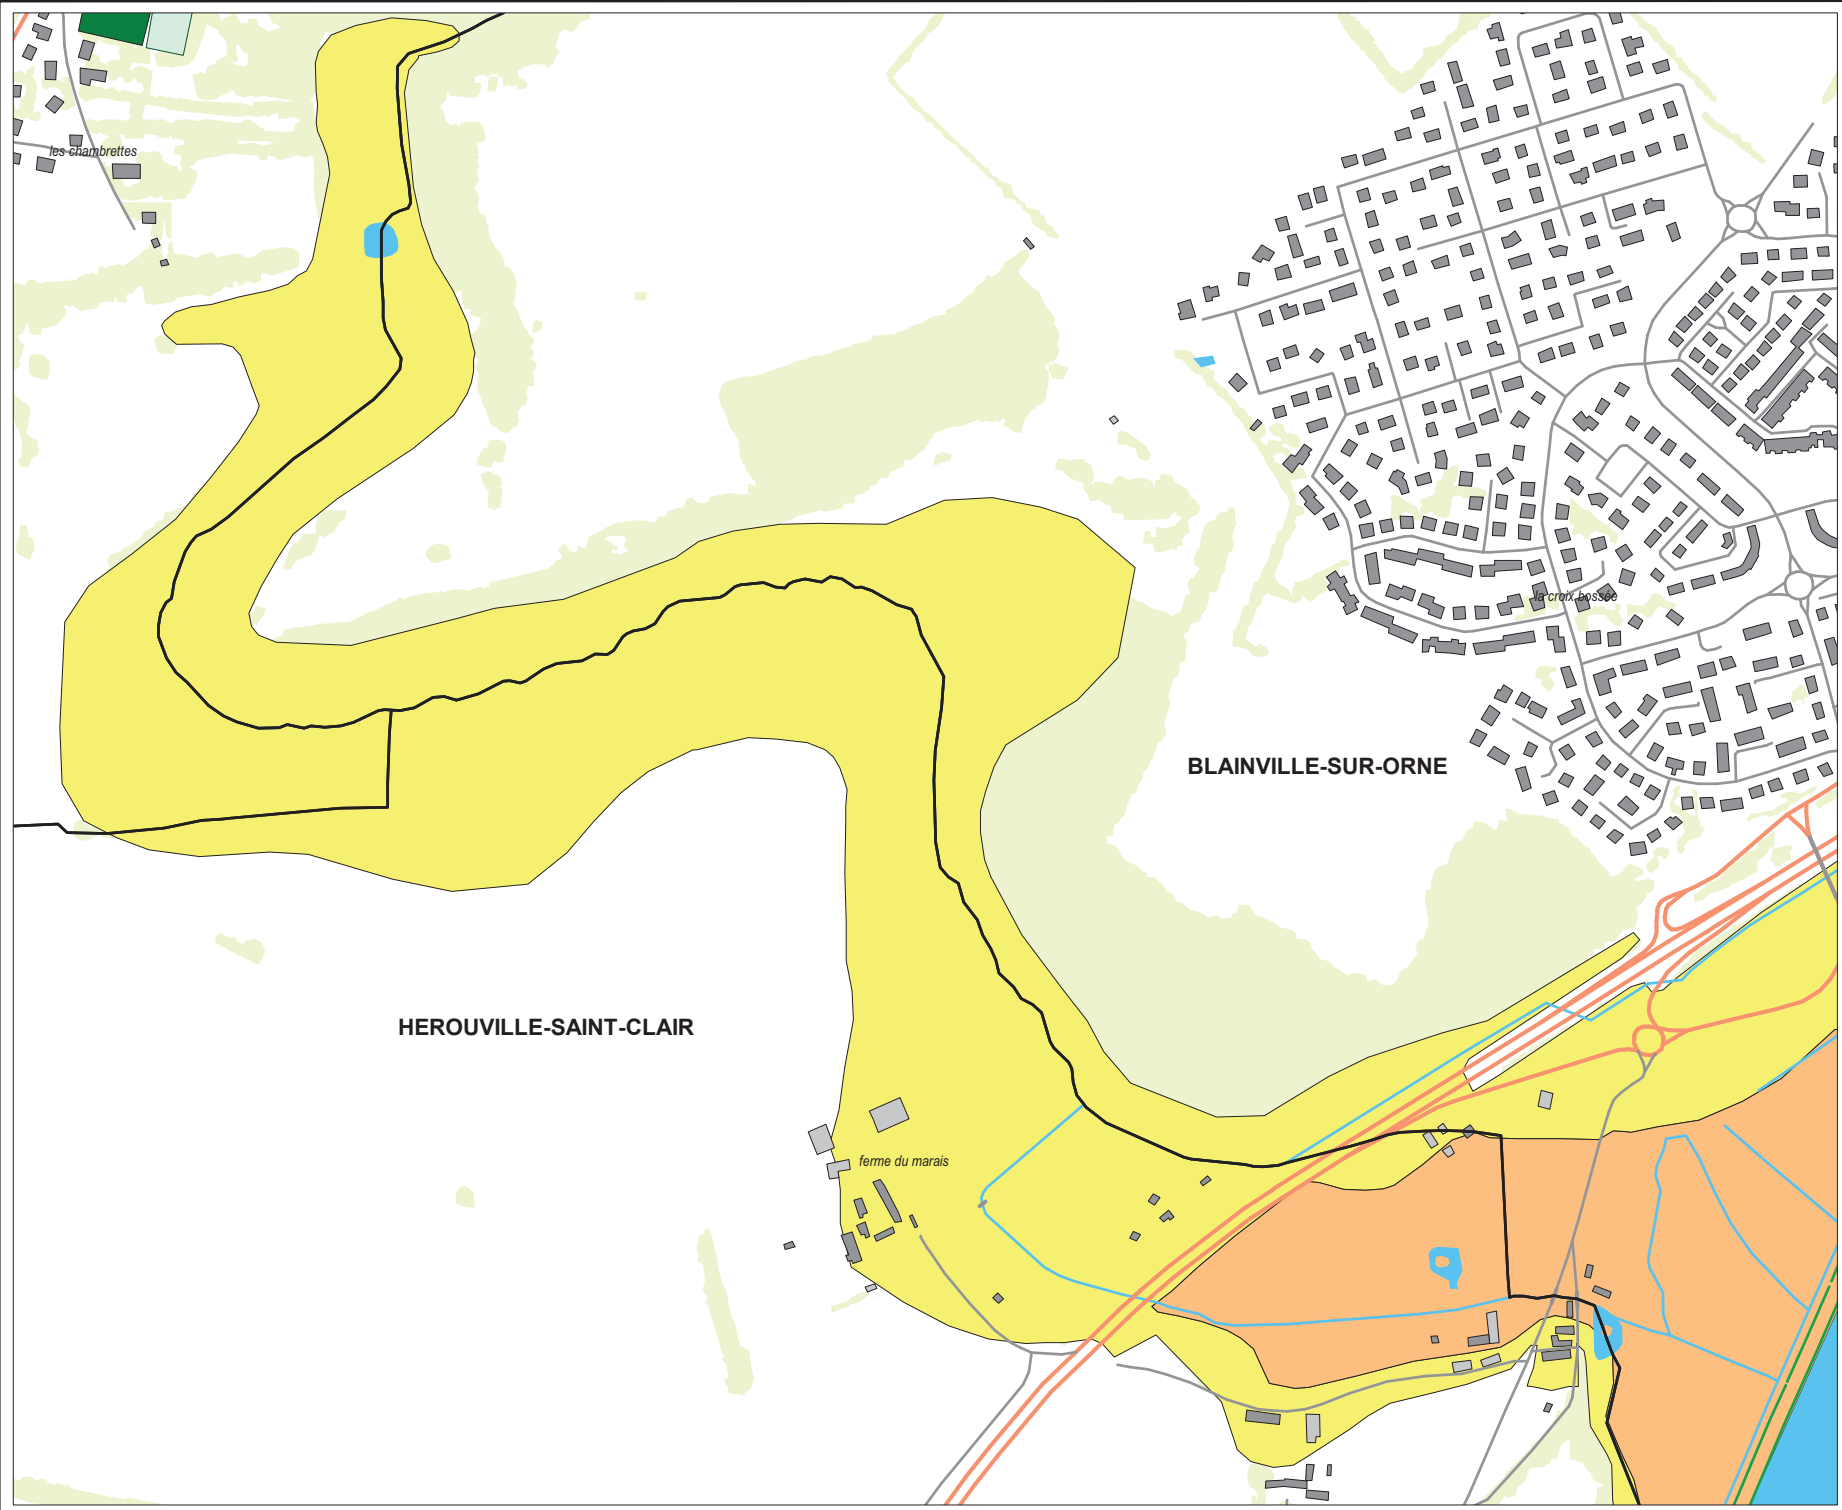 les chambrettes
la croix bossée
BLAINVILLE-SUR-ORNE
HEROUVILLE-SAINT-CLAIR
ferme du marais